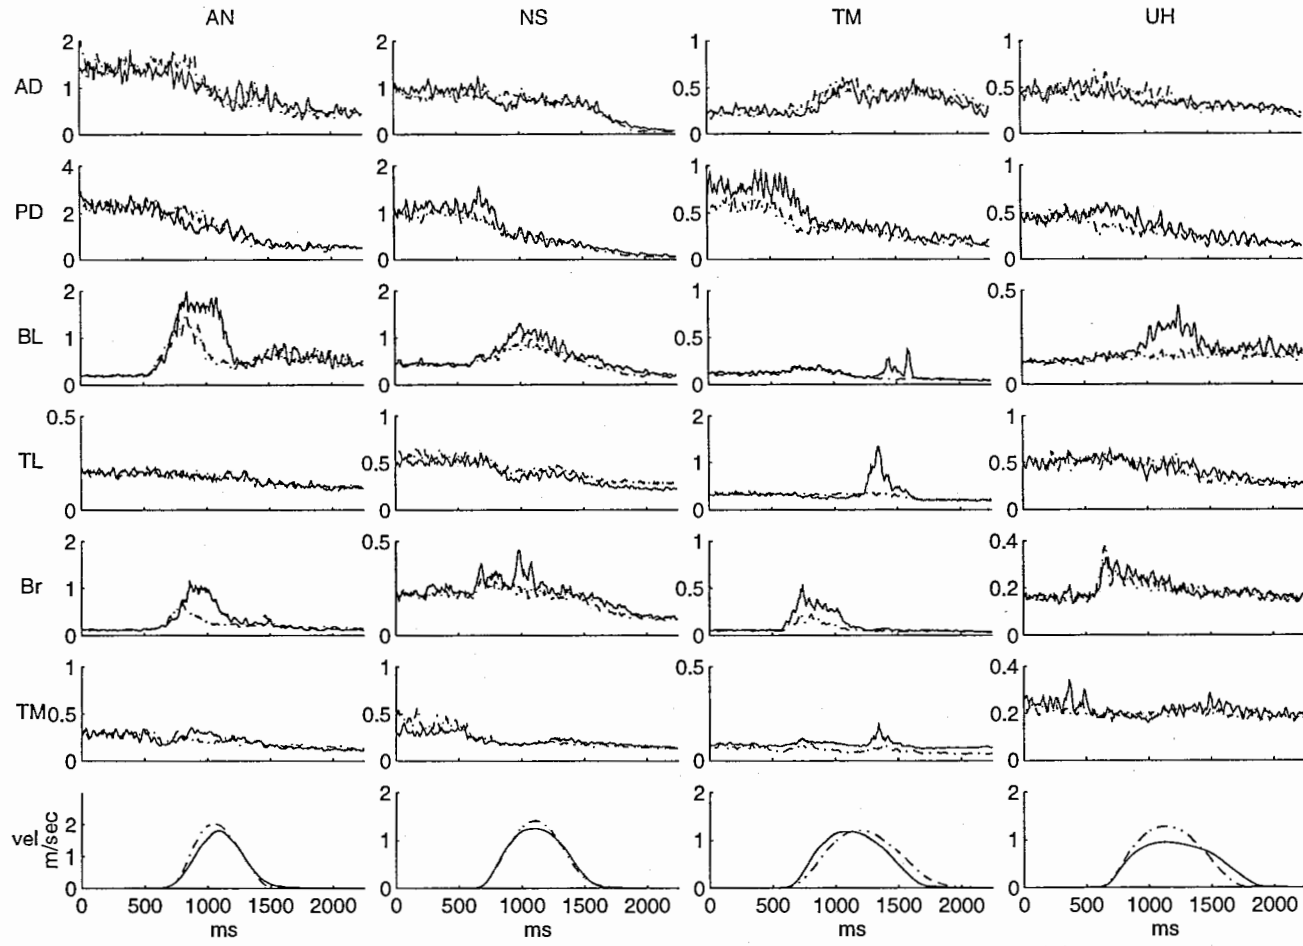 AN NS TM UH
AD 2 1 0 2 1 0 1 0.5 0 1 0.5 0
PD 4 2 0 2 1 0 1 0.5 0 1 0.5 0
BL 2 1 0 2 1 0 1 0.5 0 0.5 0
TL 0.5 0 1 0.5 0 2 1 0 1 0.5 0
Br 2 1 0 0.5 0 1 0.5 0 0.4 0.2 0
TM 1 0.5 0 1 0.5 0 0.5 0 0.4 0.2 0
vel m/sec 2 1 0 2 1 0 2 1 0 2 1 0
0 500 1000 1500 2000 0 500 1000 1500 2000 0 500 1000 1500 2000 0 500 1000 1500 2000
ms ms ms ms